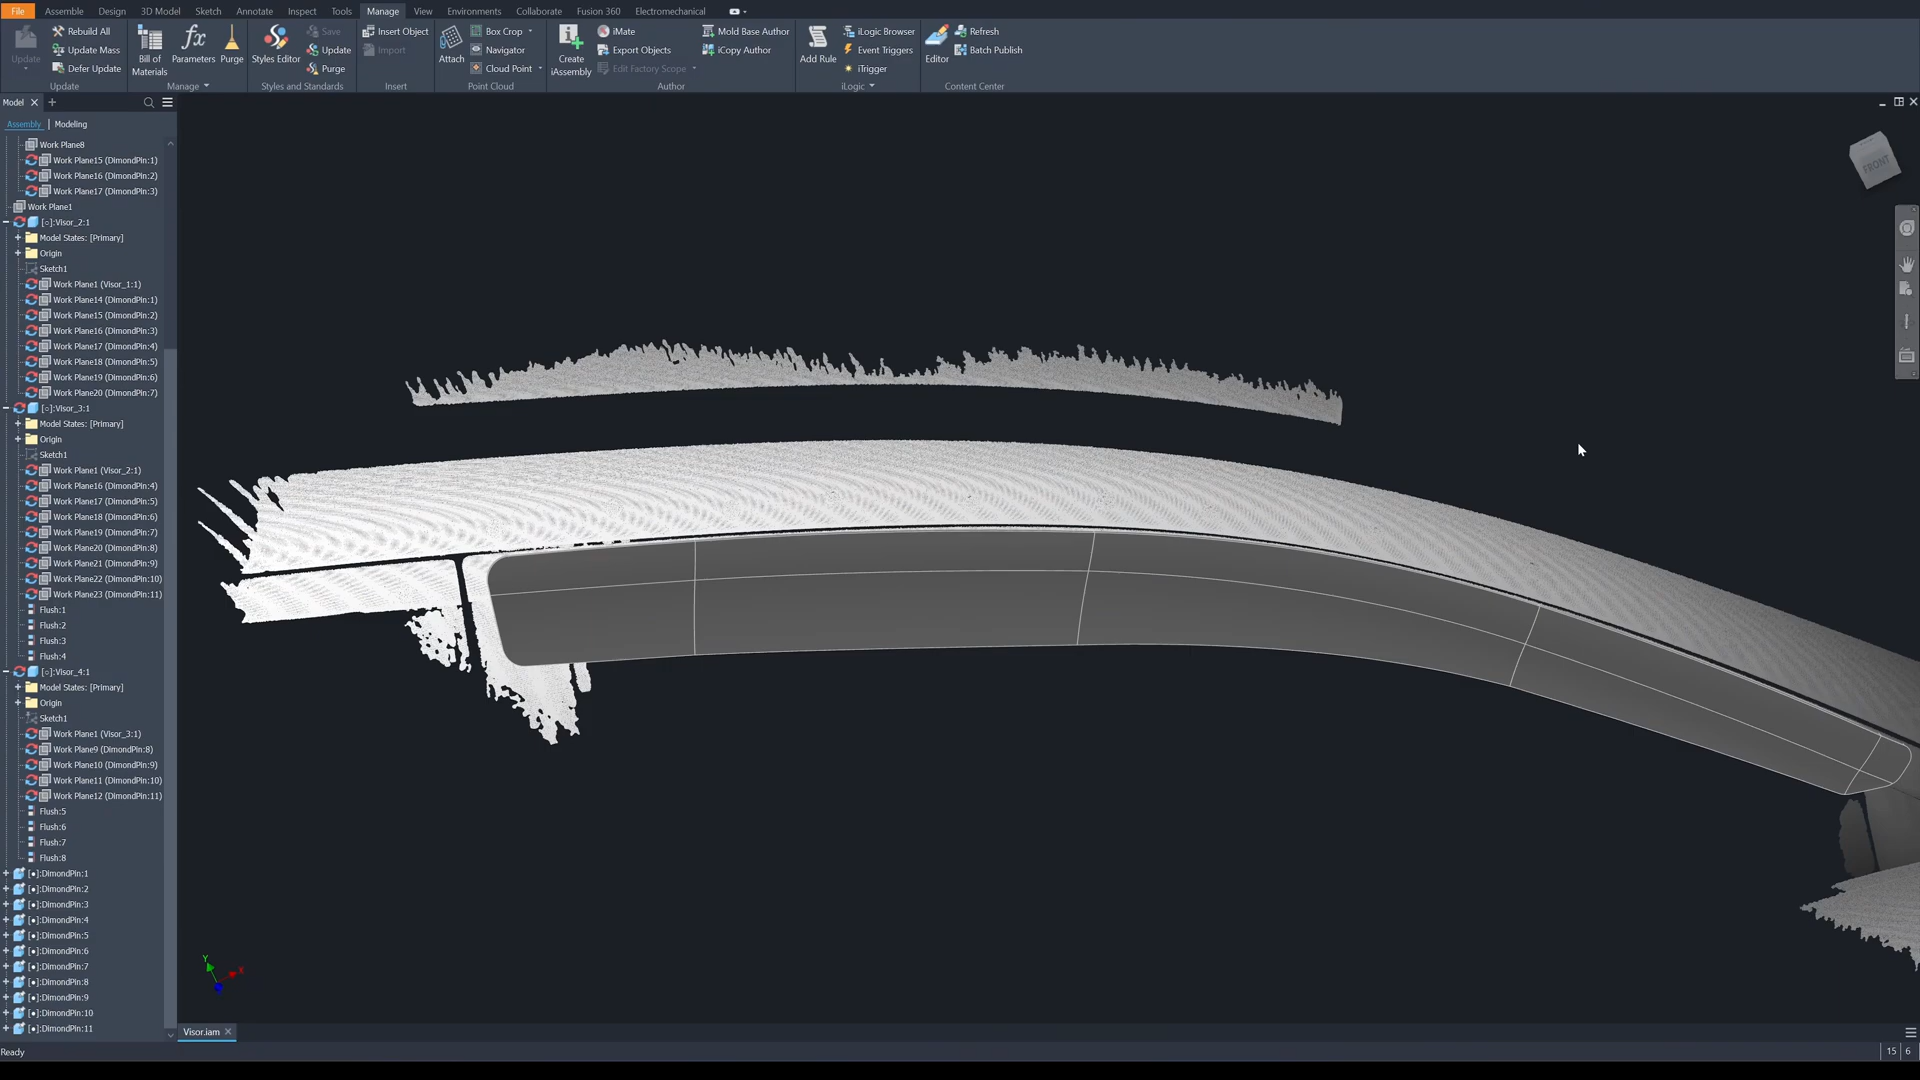 File Assembly Design 3D Model Sketch Annotate Inspect Tools Manage View Environments Collaborate Fusion 360 Electromechanical
Update
Rebuild All
Update Mass
Defer Update
Update
Bill of
Materials
Parameters
Purge
Manage
Styles Editor
Save
Update
Purge
Styles and Standards
Insert Object
Import
Insert
Attach
Box Crop
Navigator
Cloud Point
Point Cloud
Create
iAssembly
iMate
Export Objects
Edit Factory Scope
Mold Base Author
iCopy Author
Author
Add Rule
iLogic Browser
Event Triggers
iTrigger
iLogic
Editor
Refresh
Batch Publish
Content Center
Model
Assembly | Modeling
Work Plane8
Work Plane15 (DimondPin:1)
Work Plane16 (DimondPin:2)
Work Plane17 (DimondPin:3)
Work Plane1
[○]:Visor_2:1
Model States: [Primary]
Origin
Sketch1
Work Plane1 (Visor_1:1)
Work Plane14 (DimondPin:1)
Work Plane15 (DimondPin:2)
Work Plane16 (DimondPin:3)
Work Plane17 (DimondPin:4)
Work Plane18 (DimondPin:5)
Work Plane19 (DimondPin:6)
Work Plane20 (DimondPin:7)
[○]:Visor_3:1
Model States: [Primary]
Origin
Sketch1
Work Plane1 (Visor_2:1)
Work Plane16 (DimondPin:4)
Work Plane17 (DimondPin:5)
Work Plane18 (DimondPin:6)
Work Plane19 (DimondPin:7)
Work Plane20 (DimondPin:8)
Work Plane21 (DimondPin:9)
Work Plane22 (DimondPin:10)
Work Plane23 (DimondPin:11)
Flush:1
Flush:2
Flush:3
Flush:4
[○]:Visor_4:1
Model States: [Primary]
Origin
Sketch1
Work Plane1 (Visor_3:1)
Work Plane9 (DimondPin:8)
Work Plane10 (DimondPin:9)
Work Plane11 (DimondPin:10)
Work Plane12 (DimondPin:11)
Flush:5
Flush:6
Flush:7
Flush:8
[●]:DimondPin:1
[●]:DimondPin:2
[●]:DimondPin:3
[●]:DimondPin:4
[●]:DimondPin:5
[●]:DimondPin:6
[●]:DimondPin:7
[●]:DimondPin:8
[●]:DimondPin:9
[●]:DimondPin:10
[●]:DimondPin:11
FRONT
Y
X
Visor.iam
Ready
15 6